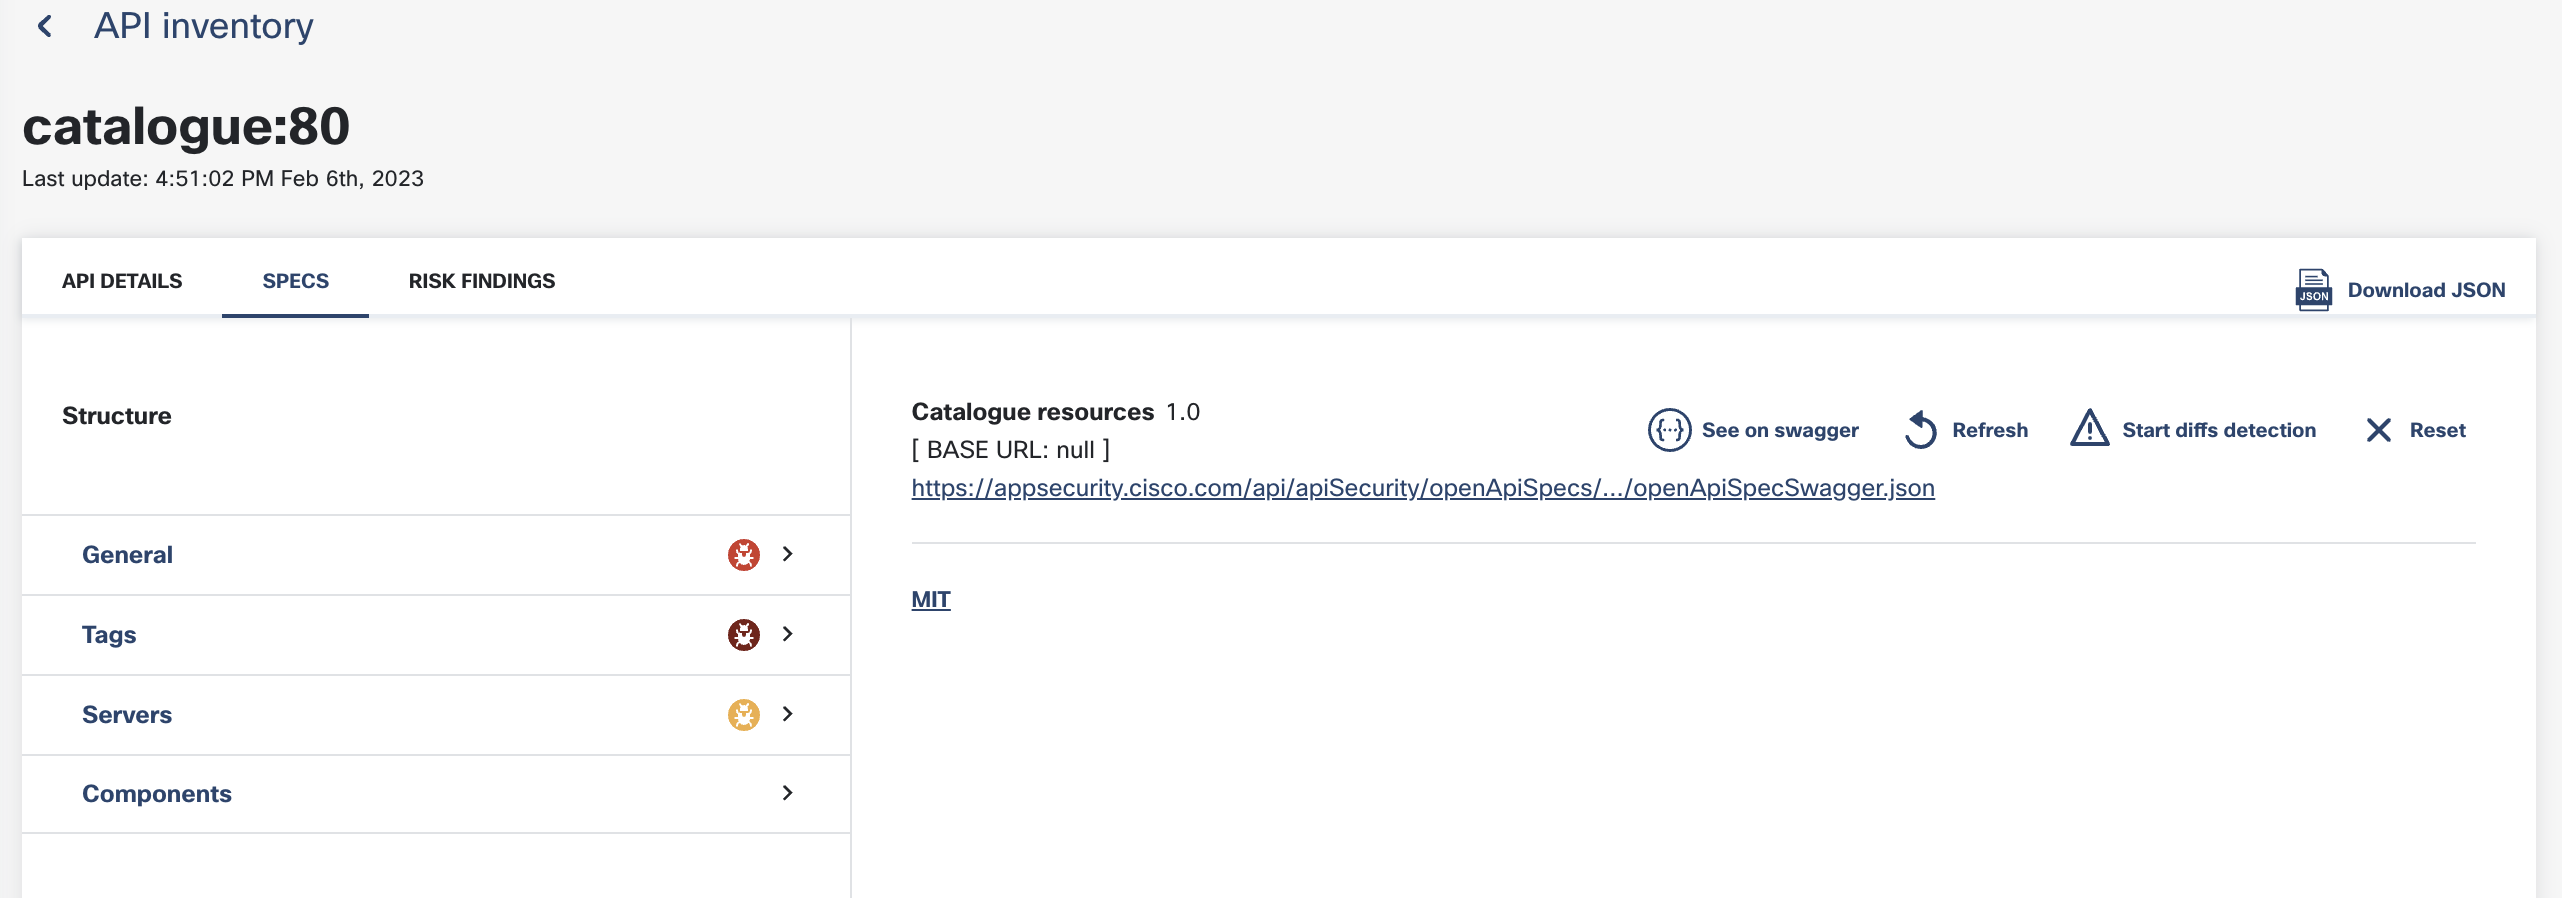 API inventory
catalogue:80
Last update: 4:51:02 PM Feb 6th, 2023
API DETAILS
SPECS
RISK FINDINGS
JSON
Download JSON
Structure
General
Tags
Servers
Components
Catalogue resources 1.0
[ BASE URL: null ]
https://appsecurity.cisco.com/api/apiSecurity/openApiSpecs/.../openApiSpecSwagger.json
See on swagger
Refresh
Start diffs detection
Reset
MIT